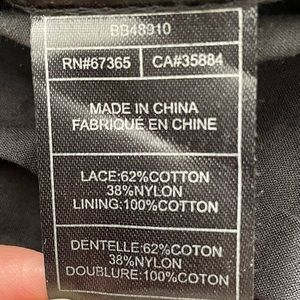 BB48910
RN#67365 CA#35884
MADE IN CHINA
FABRIQUÉ EN CHINE
LACE:62%COTTON
38%NYLON
LINING:100%COTTON
DENTELLE:62%COTON
38%NYLON
DOUBLURE:100%COTON